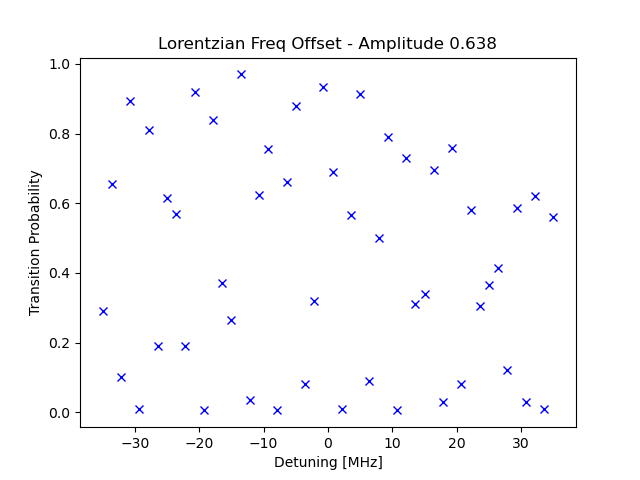 Lorentzian Freq Offset - Amplitude 0.638
1.0
0.8
0.6
0.4
0.2
0.0
Transition Probability
−30 −20 −10 0 10 20 30
Detuning [MHz]